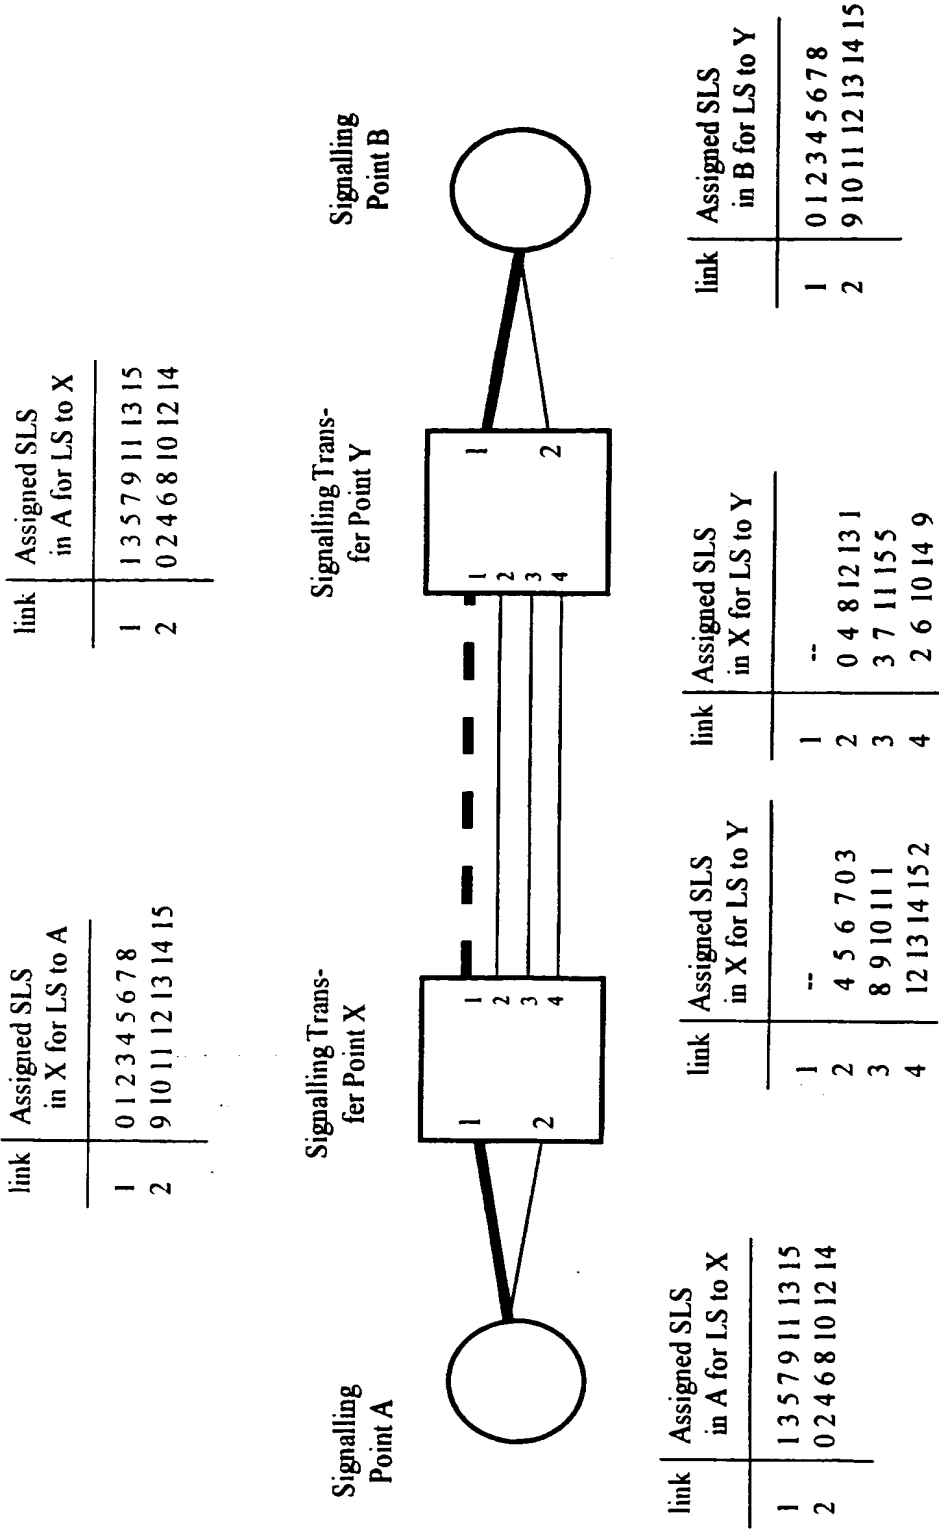 link Assigned SLS
in X for LS to A
1 0 1 2 3 4 5 6 7 8
2 9 10 11 12 13 14 15
link Assigned SLS
in A for LS to X
1 1 3 5 7 9 11 13 15
2 0 2 4 6 8 10 12 14
Signalling
Point A
Signalling Trans-
fer Point X
Signalling Trans-
fer Point Y
Signalling
Point B
1
2
1
2
3
4
1
2
3
4
1
2
link Assigned SLS
in A for LS to X
1 1 3 5 7 9 11 13 15
2 0 2 4 6 8 10 12 14
link Assigned SLS
in X for LS to Y
1 --
2 4 5 6 7 0 3
3 8 9 10 11 1
4 12 13 14 15 2
link Assigned SLS
in X for LS to Y
1 --
2 0 4 8 12 13 1
3 3 7 11 15 5
4 2 6 10 14 9
link Assigned SLS
in B for LS to Y
1 0 1 2 3 4 5 6 7 8
2 9 10 11 12 13 14 15